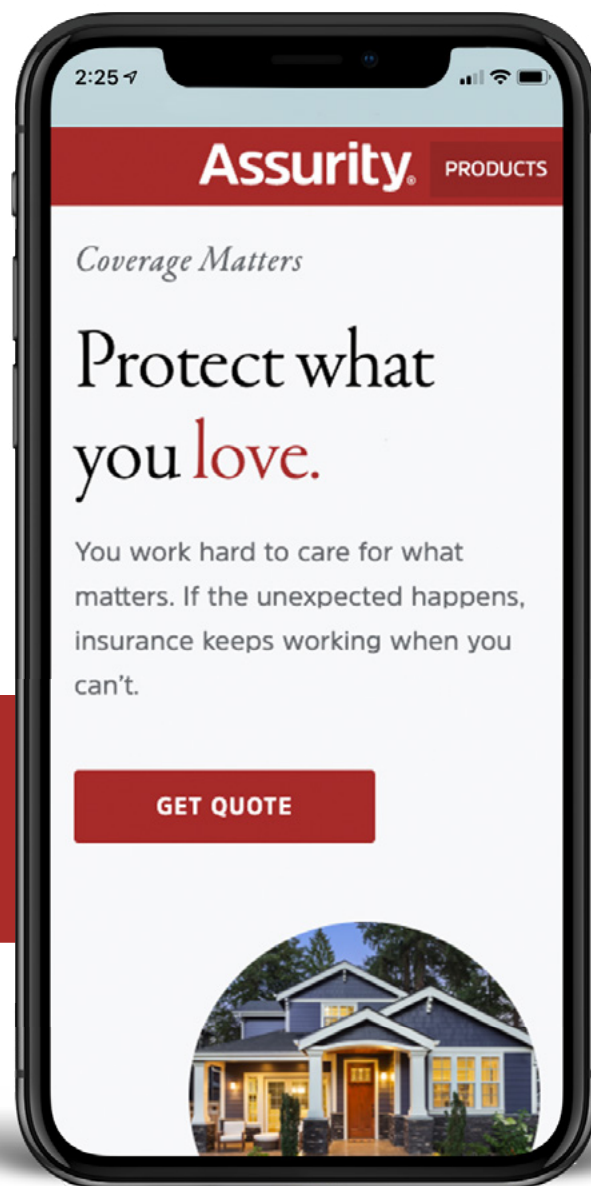 2:25
Assurity®
PRODUCTS
Coverage Matters
Protect what
you love.
You work hard to care for what
matters. If the unexpected happens,
insurance keeps working when you
can't.
GET QUOTE